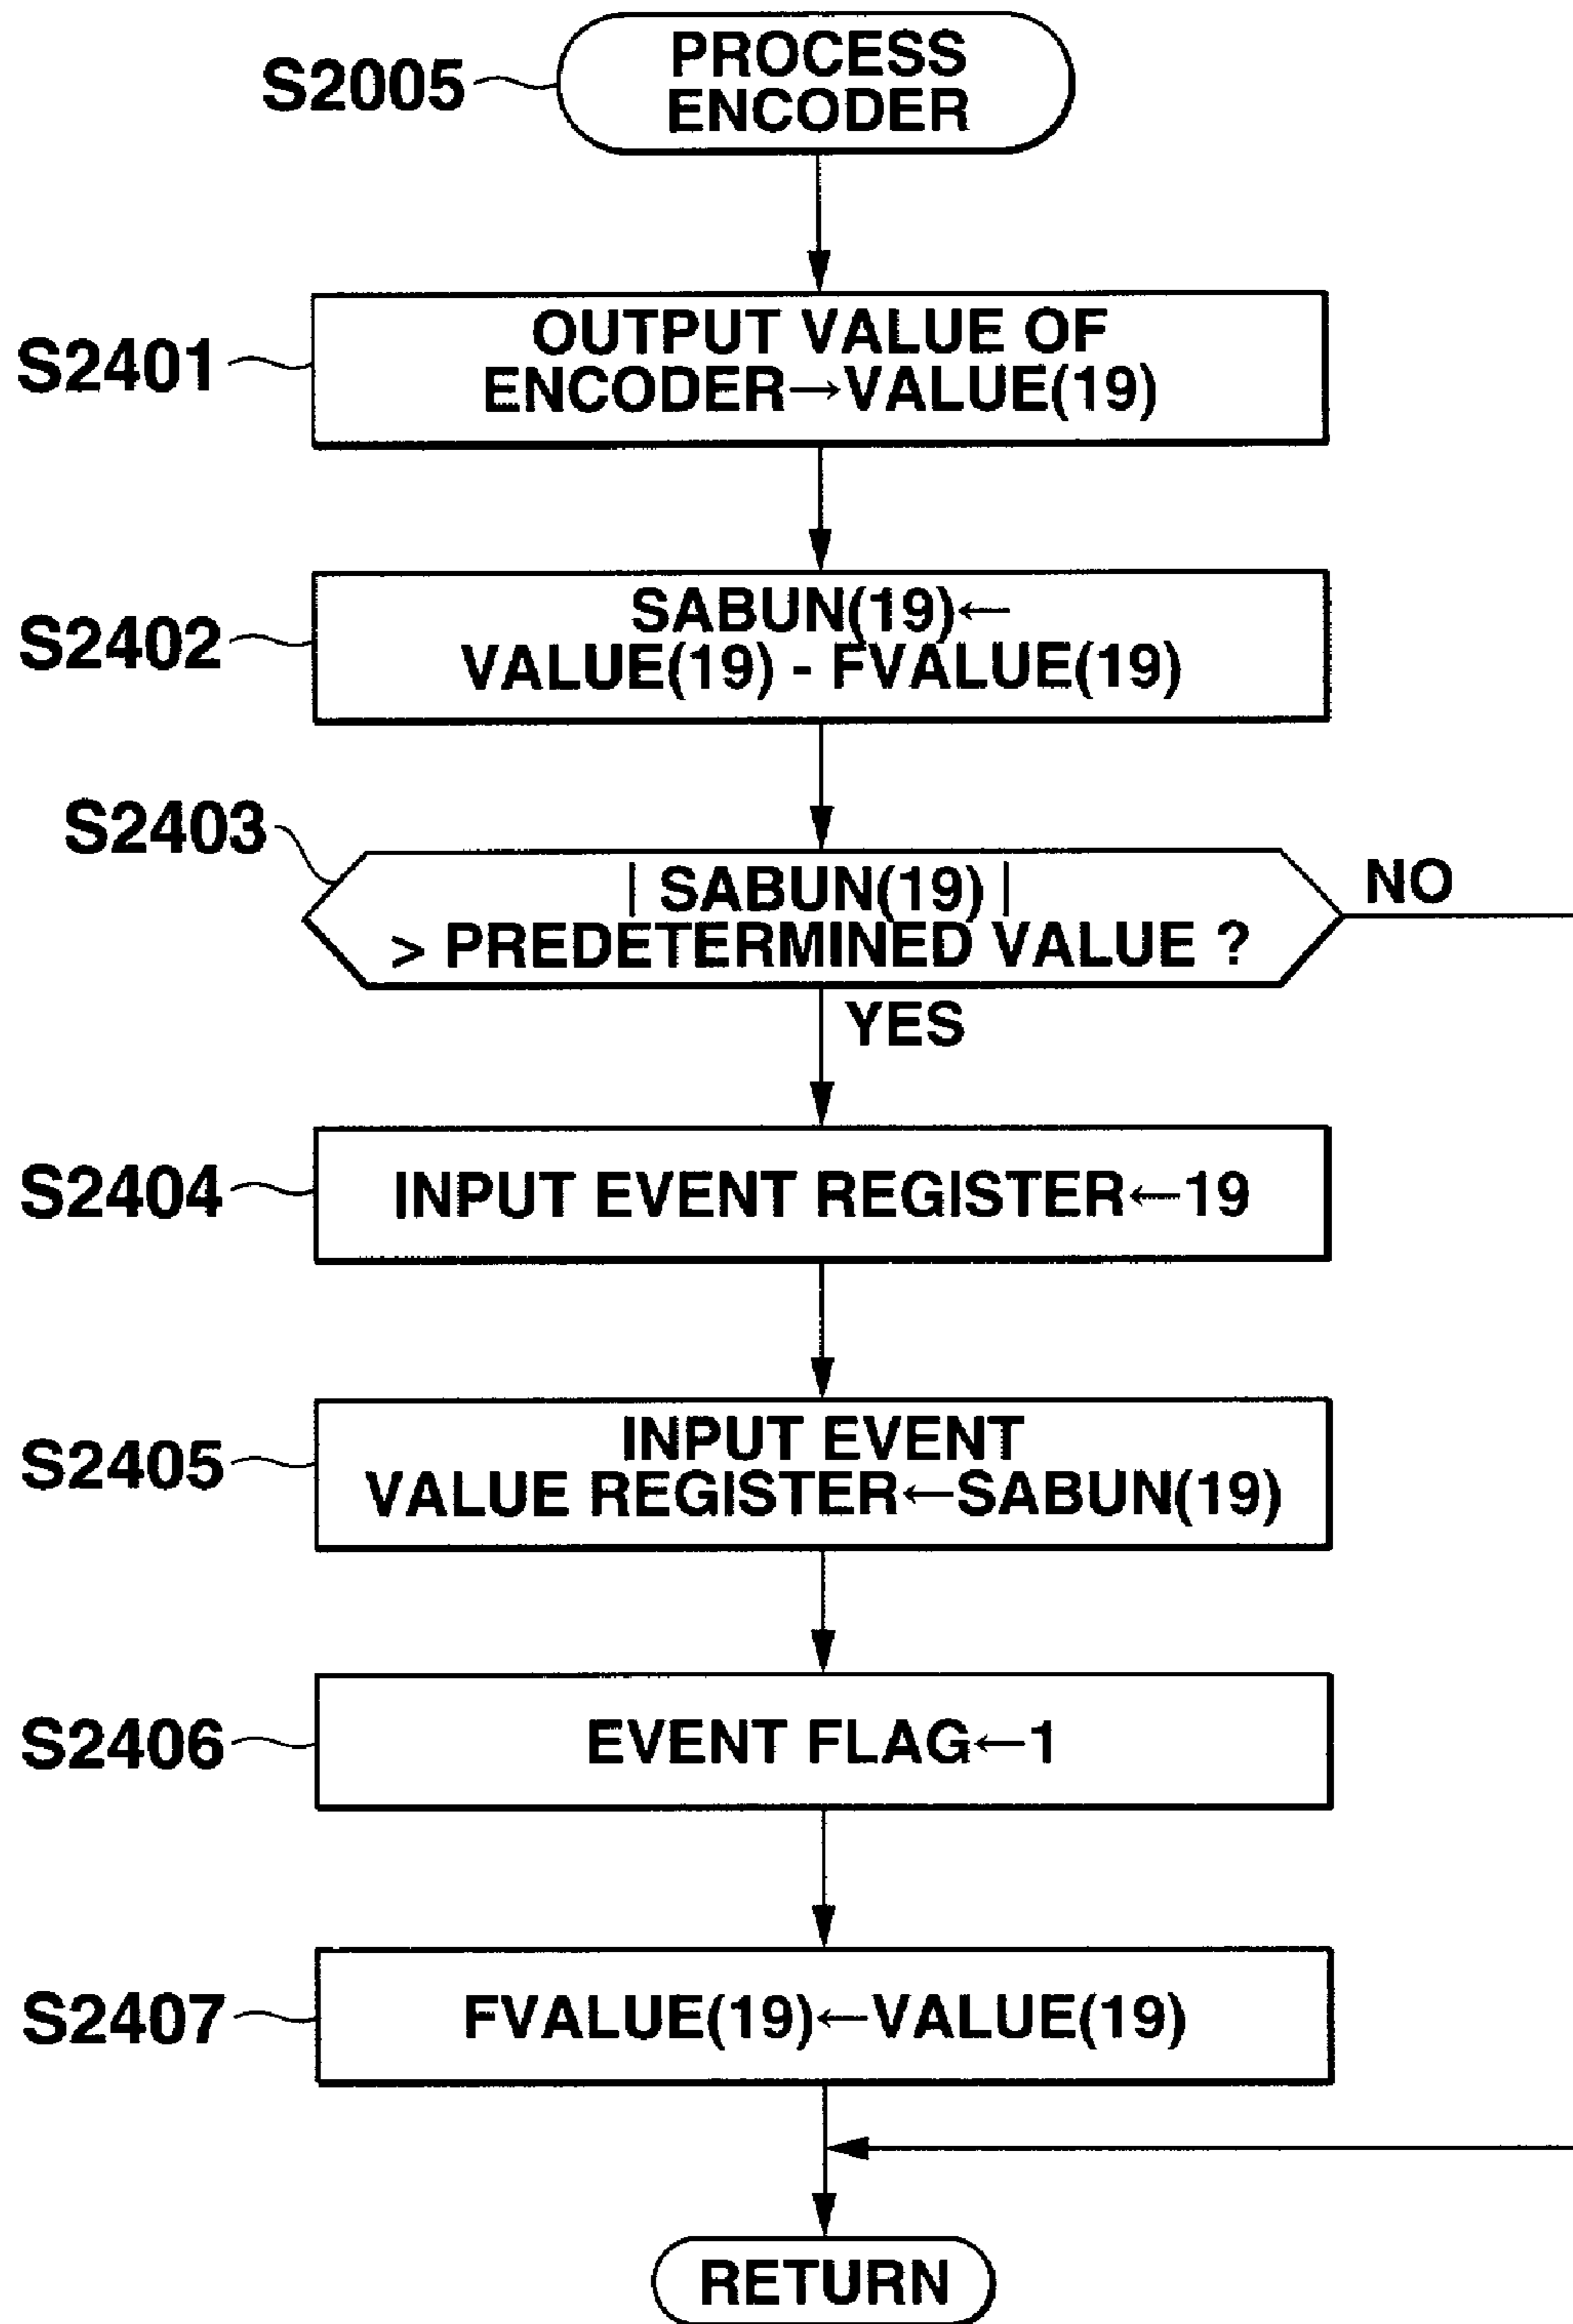 S2005
PROCESS
ENCODER
S2401
OUTPUT VALUE OF
ENCODER→VALUE(19)
S2402
SABUN(19)←
VALUE(19) - FVALUE(19)
S2403
| SABUN(19) |
> PREDETERMINED VALUE ?
NO
YES
S2404
INPUT EVENT REGISTER←19
S2405
INPUT EVENT
VALUE REGISTER←SABUN(19)
S2406
EVENT FLAG←1
S2407
FVALUE(19)←VALUE(19)
RETURN